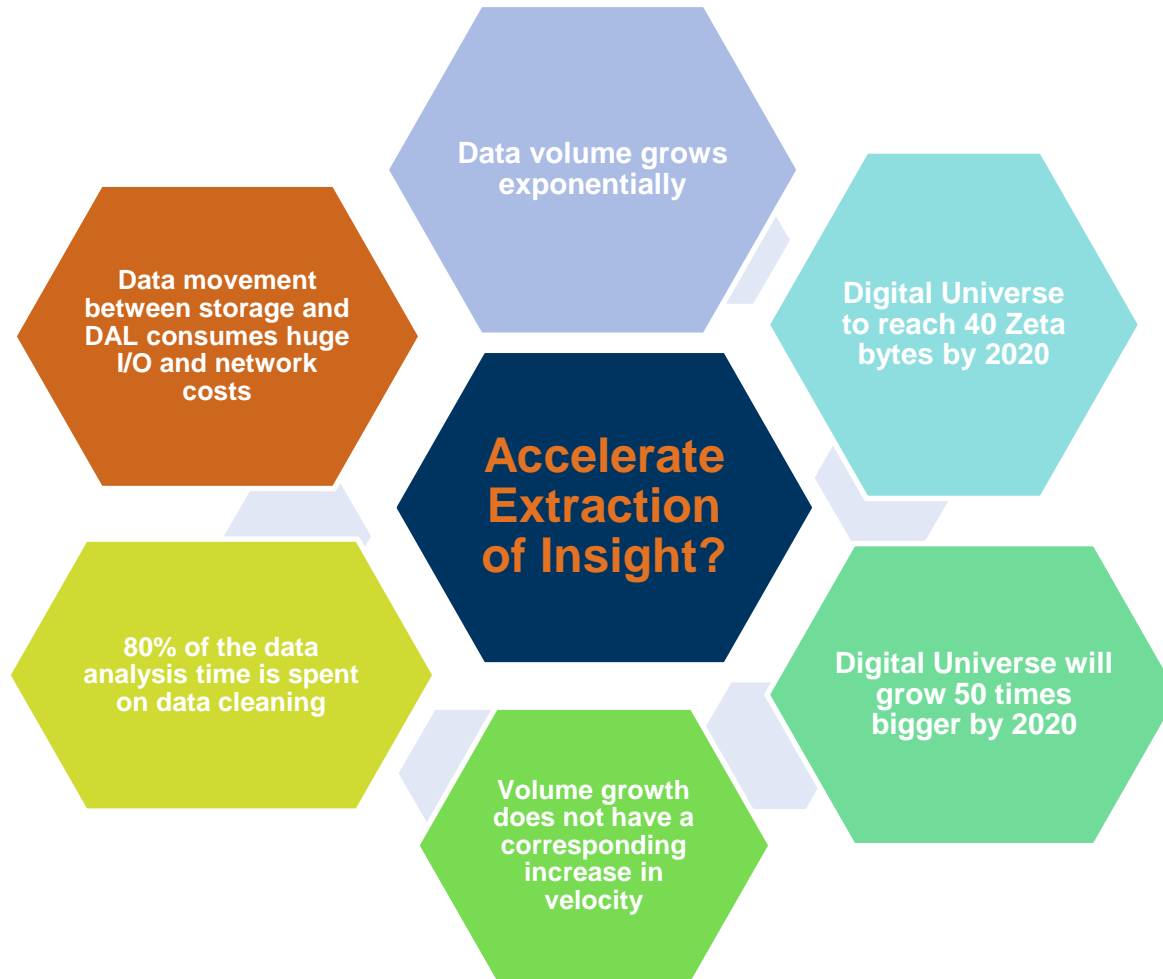 Data volume grows
exponentially
Digital Universe
to reach 40 Zeta
bytes by 2020
Digital Universe will
grow 50 times
bigger by 2020
Volume growth
does not have a
corresponding
increase in
velocity
80% of the data
analysis time is spent
on data cleaning
Data movement
between storage and
DAL consumes huge
I/O and network
costs
Accelerate
Extraction
of Insight?